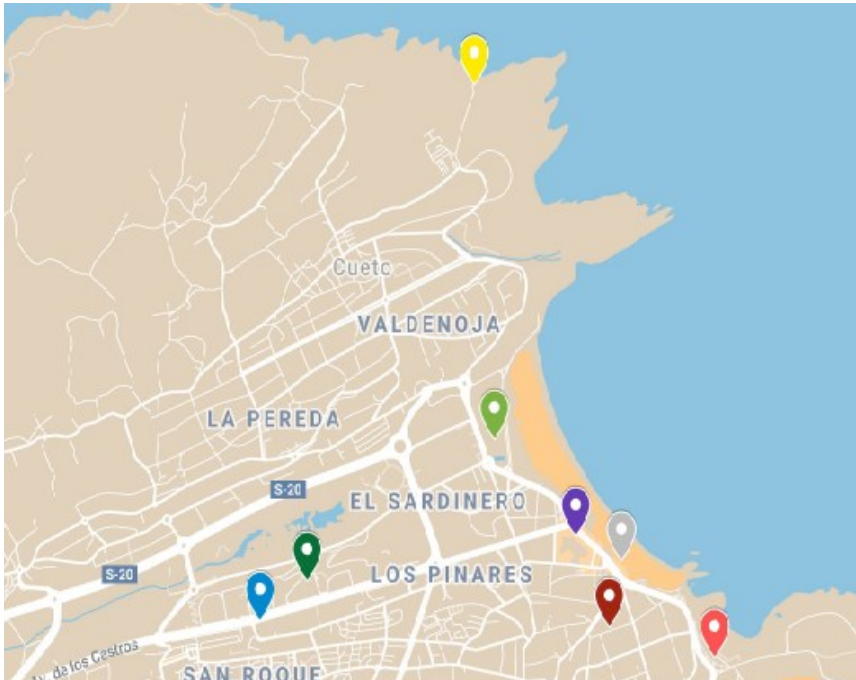 Cueto
VALDENOJA
LA PEREDA
S-20
EL SARDINERO
S-20
LOS PINARES
Av. de los Castros
SAN ROQUE